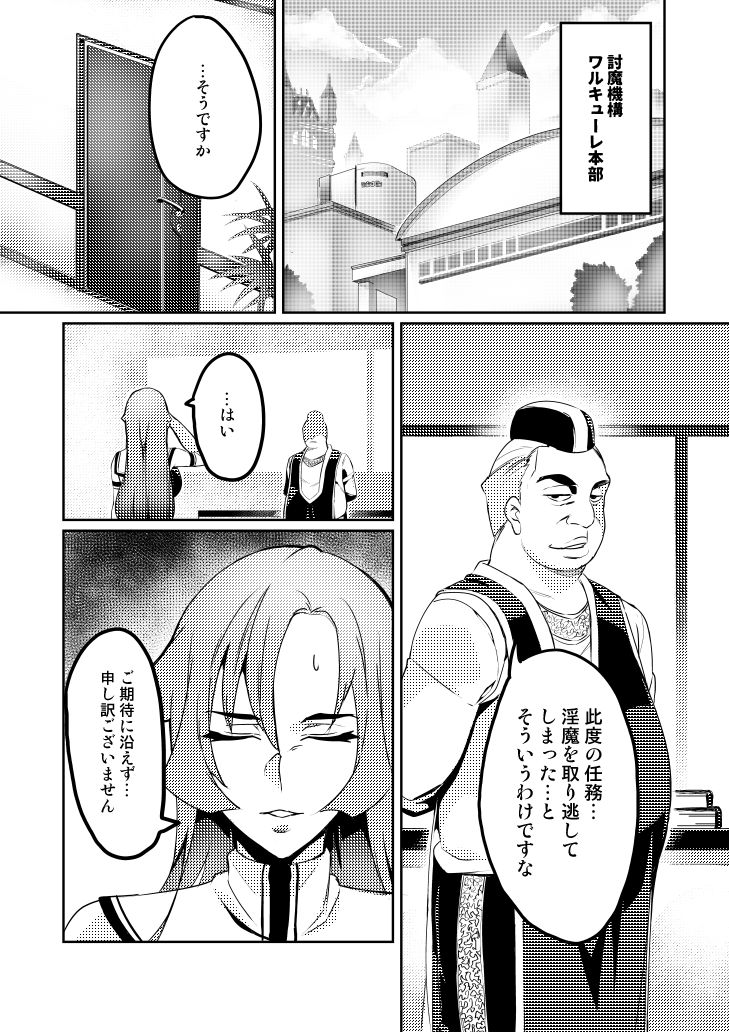 討魔機構
ワルキューレ本部
…そうですか
此度の任務…
淫魔を取り逃して
しまった…と
そういうわけですな
…はい
ご期待に沿えず…
申し訳ございません